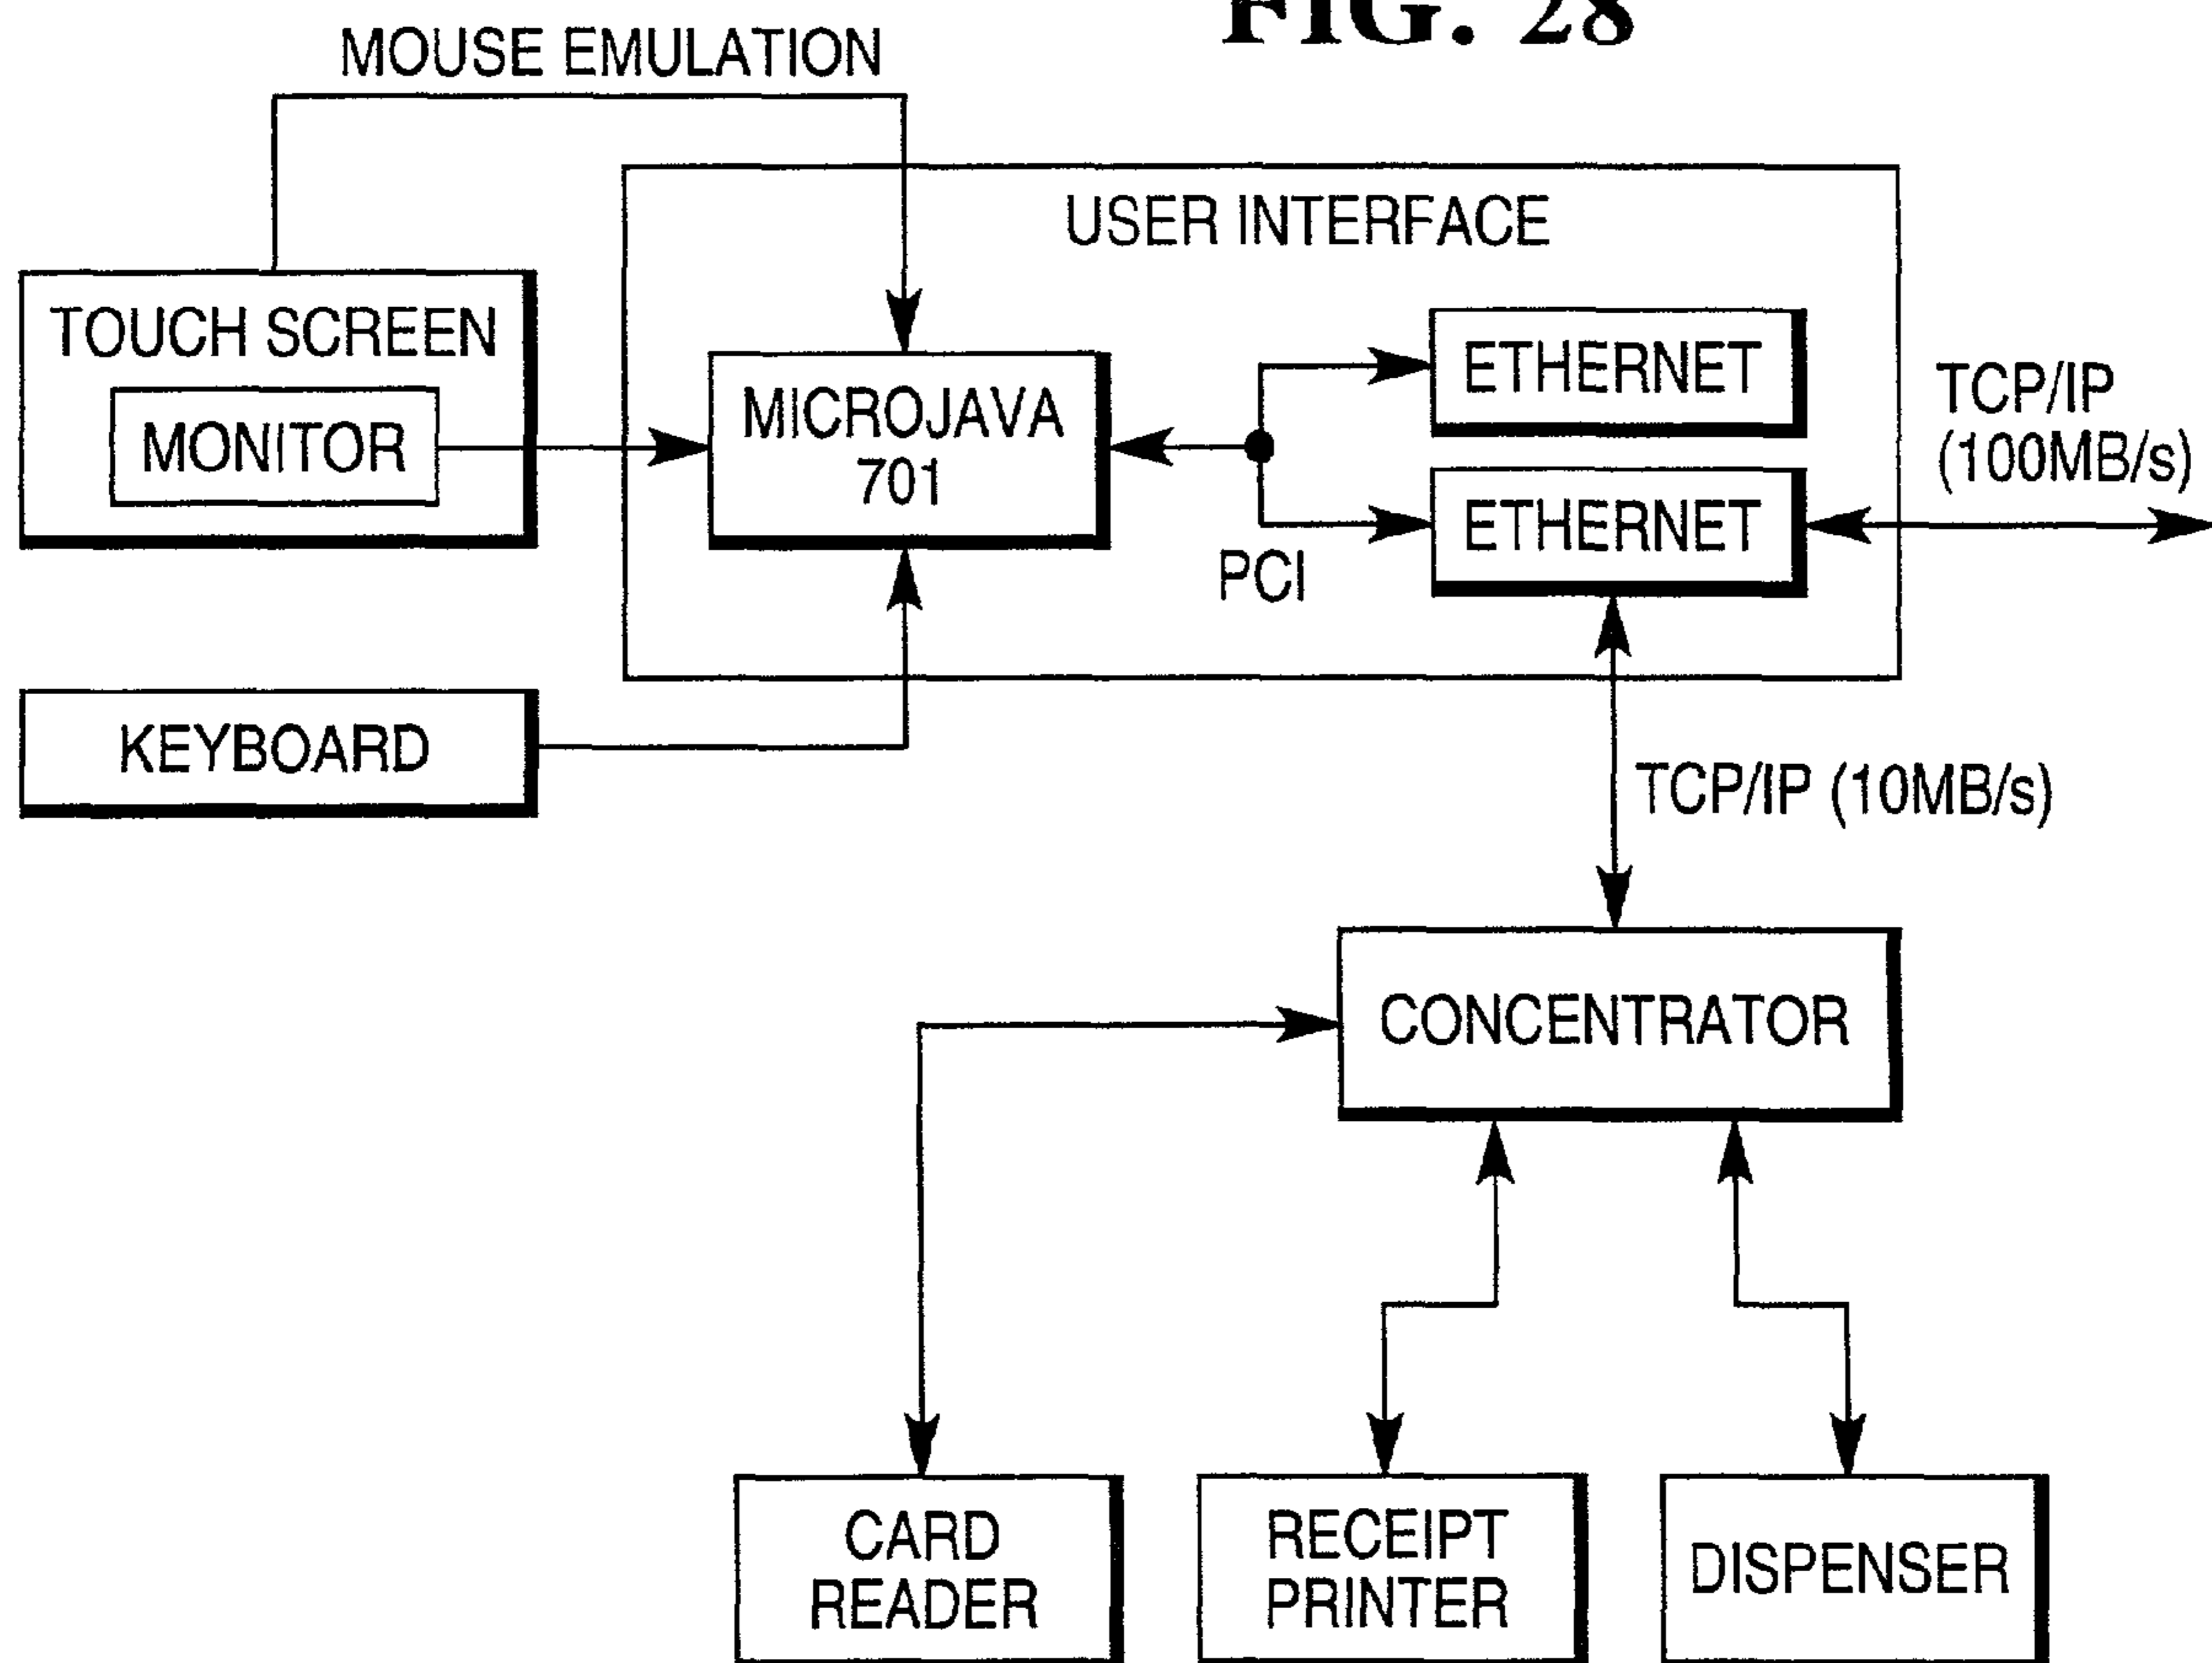 FIG. 28
MOUSE EMULATION
USER INTERFACE
TOUCH SCREEN
MONITOR
MICROJAVA
701
ETHERNET
ETHERNET
PCI
TCP/IP
(100MB/s)
KEYBOARD
TCP/IP (10MB/s)
CONCENTRATOR
CARD
READER
RECEIPT
PRINTER
DISPENSER